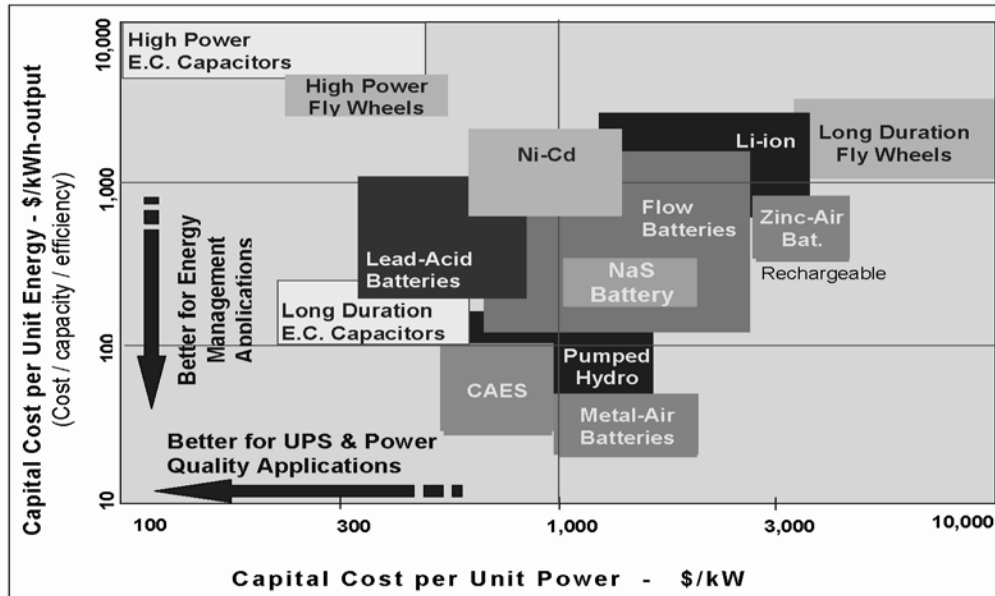 Capital Cost per Unit Energy - $/kWh-output
(Cost / capacity / efficiency)
10,000
1,000
100
10
High Power
E.C. Capacitors
High Power
Fly Wheels
Ni-Cd
Li-ion
Long Duration
Fly Wheels
Flow
Batteries
Zinc-Air
Bat.
Rechargeable
Lead-Acid
Batteries
NaS
Battery
Long Duration
E.C. Capacitors
Pumped
Hydro
CAES
Metal-Air
Batteries
Better for Energy
Management
Applications
Better for UPS & Power
Quality Applications
100
300
1,000
3,000
10,000
Capital Cost per Unit Power - $/kW